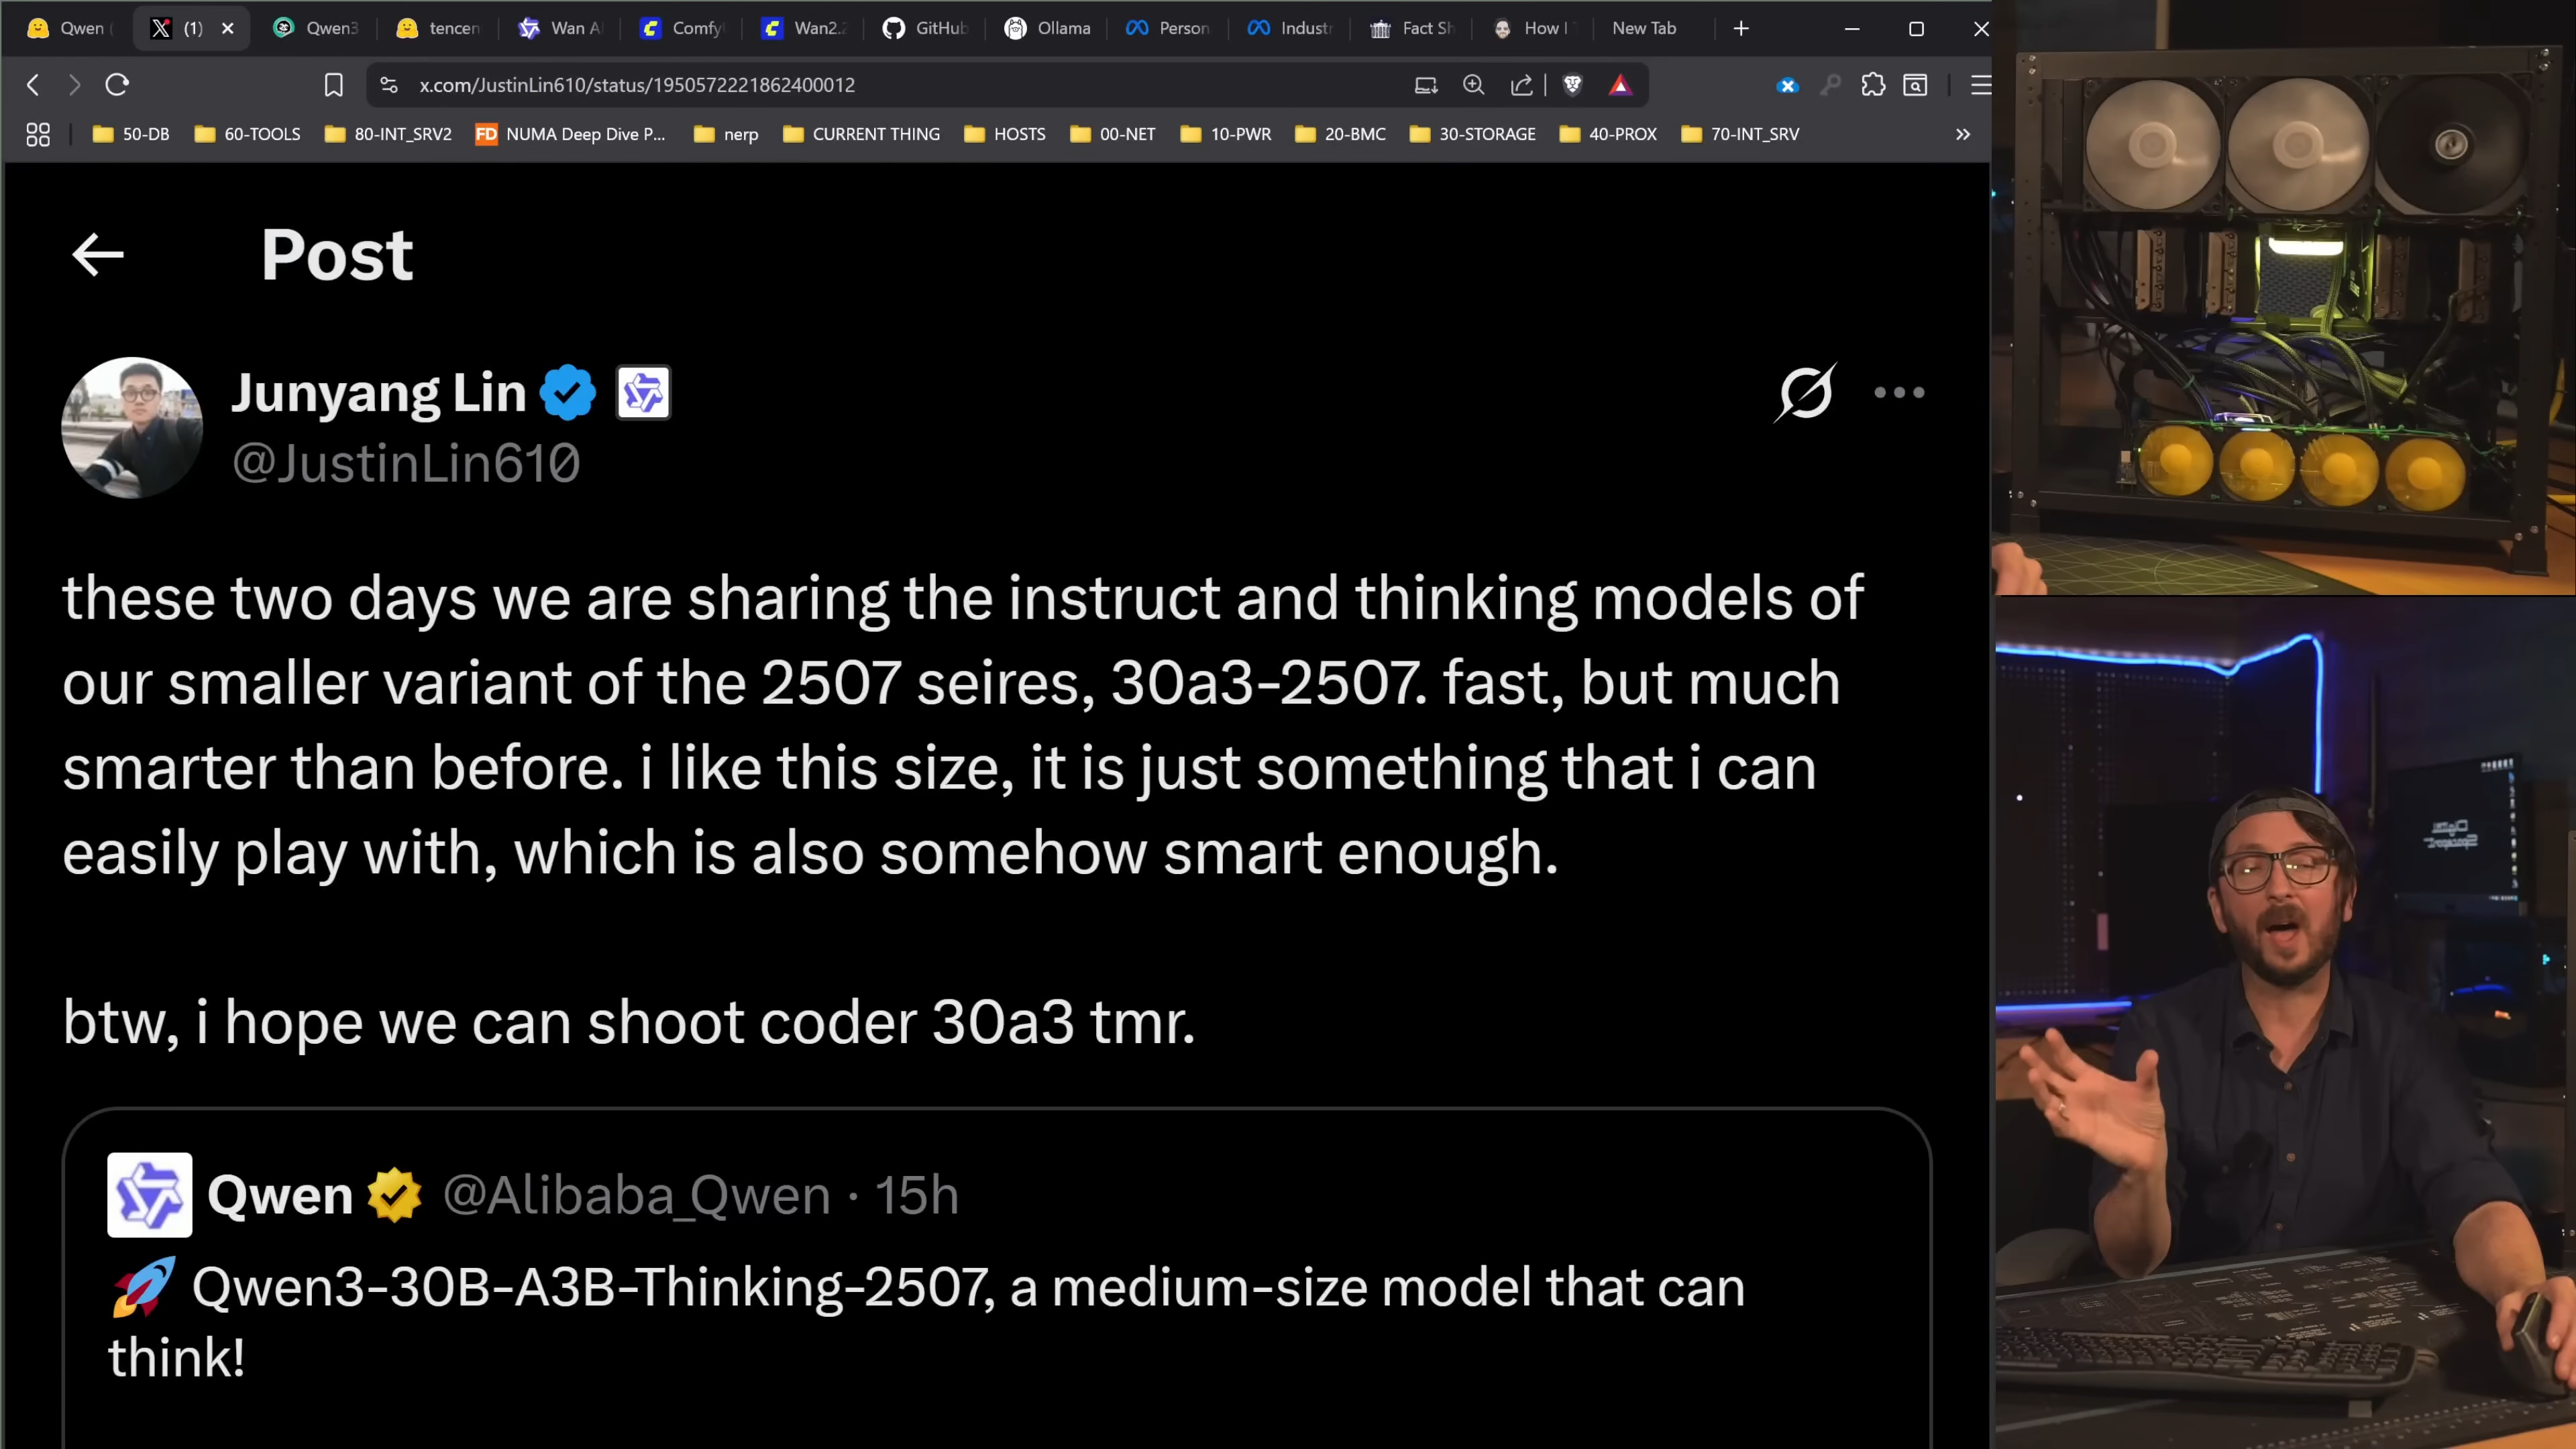 Qwen
(1)
Qwen3
tencen
Wan A
Comfy
Wan2.2
GitHub
Ollama
Person
Industr
Fact Sh
How I
New Tab
x.com/JustinLin610/status/1950572221862400012
50-DB
60-TOOLS
80-INT_SRV2
FD NUMA Deep Dive P...
nerp
CURRENT THING
HOSTS
00-NET
10-PWR
20-BMC
30-STORAGE
40-PROX
70-INT_SRV
Post
Junyang Lin
@JustinLin610
these two days we are sharing the instruct and thinking models of
our smaller variant of the 2507 seires, 30a3-2507. fast, but much
smarter than before. i like this size, it is just something that i can
easily play with, which is also somehow smart enough.
btw, i hope we can shoot coder 30a3 tmr.
Qwen @Alibaba_Qwen · 15h
🚀 Qwen3-30B-A3B-Thinking-2507, a medium-size model that can
think!